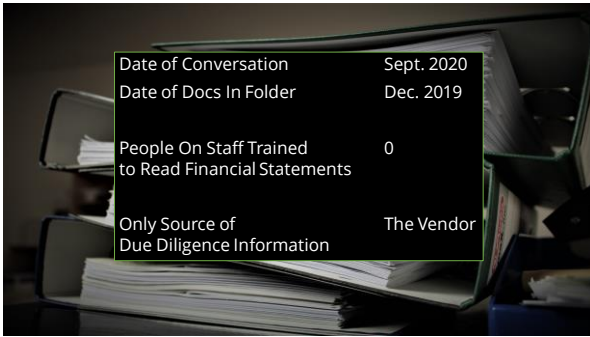 Date of Conversation Sept. 2020
Date of Docs In Folder Dec. 2019
People On Staff Trained 0
to Read Financial Statements
Only Source of The Vendor
Due Diligence Information